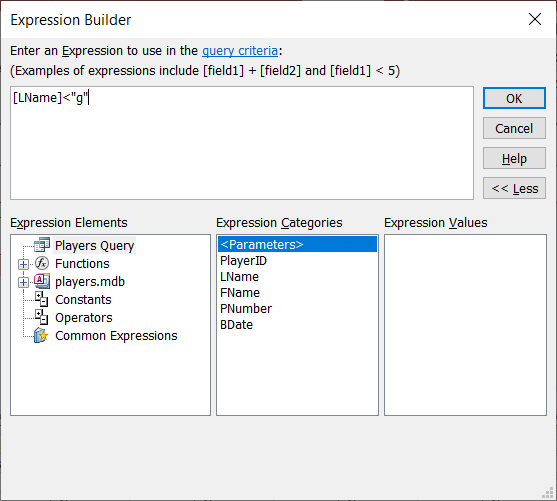 Expression Builder
Enter an Expression to use in the query criteria:
(Examples of expressions include [field1] + [field2] and [field1] < 5)
[LName]<"g"
OK
Cancel
Help
<< Less
Expression Elements
Players Query
Functions
players.mdb
Constants
Operators
Common Expressions
Expression Categories
<Parameters>
PlayerID
LName
FName
PNumber
BDate
Expression Values